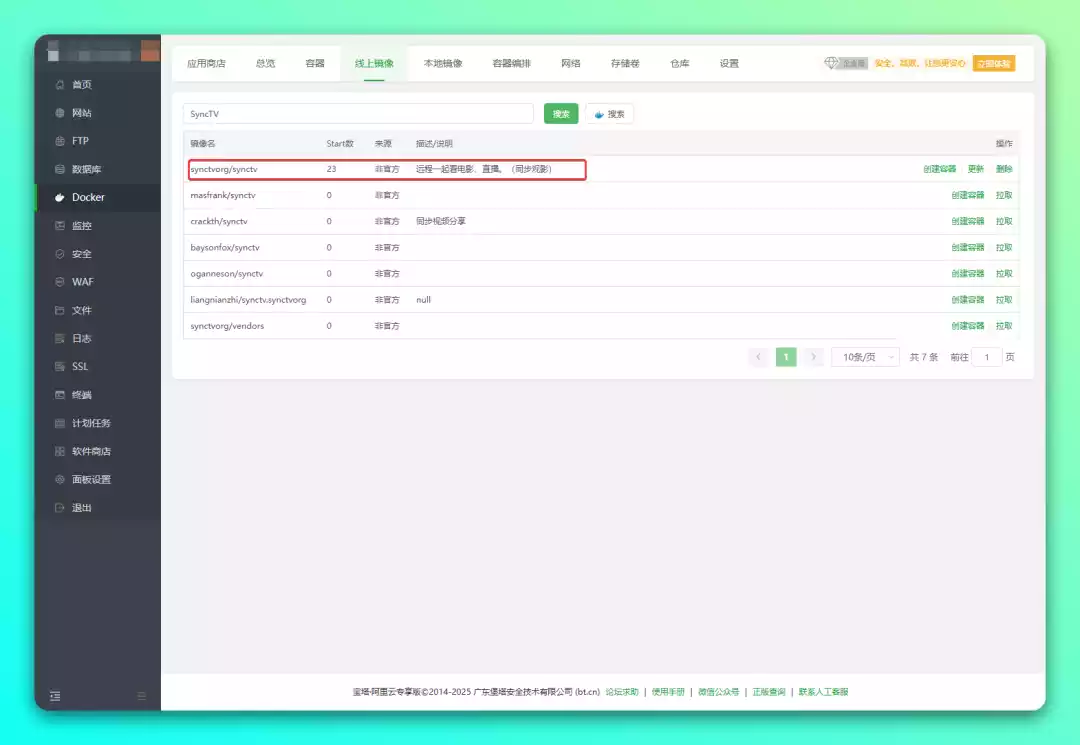 首页
网站
FTP
数据库
Docker
监控
安全
WAF
文件
日志
SSL
终端
计划任务
软件商店
面板设置
退出
应用商店 总览 容器 线上镜像 本地镜像 容器编排 网络 存储卷 仓库 设置 企业版 安全、高效、让您更安心 立即体验
SyncTV 搜索 搜索
镜像名 Start数 来源 描述/说明 操作
synctvorg/synctv 23 非官方 远程一起看电影、直播。（同步观影） 创建容器 更新 删除
masfrank/synctv 0 非官方 创建容器 拉取
crackth/synctv 0 非官方 同步视频分享 创建容器 拉取
baysonfox/synctv 0 非官方 创建容器 拉取
oganneson/synctv 0 非官方 创建容器 拉取
liangnianzhi/synctv.synctvorg 0 非官方 null 创建容器 拉取
synctvorg/vendors 0 非官方 创建容器 拉取
1 10条/页 共 7 条 前往 1 页
宝塔-阿里云专享版©2014-2025 广东堡塔安全技术有限公司 (bt.cn) 论坛求助 | 使用手册 | 微信公众号 | 正版查询 | 联系人工客服